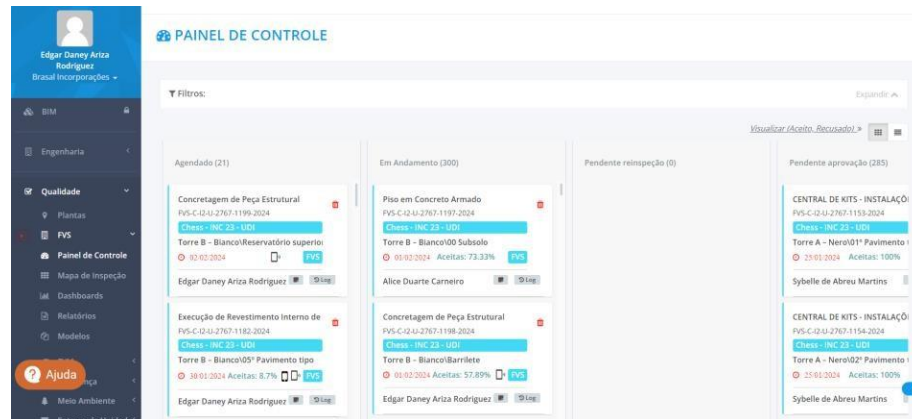 Edgar Daney Ariza
Rodriguez
Brasal Incorporações
BIM
Engenharia
Qualidade
Plantas
FVS
Painel de Controle
Mapa de Inspeção
Dashboards
Relatórios
Modelos
Ajuda
Meio Ambiente
PAINEL DE CONTROLE
Filtros:
Expandir
Visualizar (Aceito, Recusado) »
Agendado (21)
Concretagem de Peça Estrutural
FVS-C-I2-U-2767-1199-2024
Chess - INC 23 - UDI
Torre B – Bianco\Reservatório superior
02/02/2024 FVS
Edgar Daney Ariza Rodriguez Log
Execução de Revestimento Interno de
FVS-C-I2-U-2767-1182-2024
Chess - INC 23 - UDI
Torre B – Bianco\05º Pavimento tipo
30/01/2024 Aceitas: 8.7% FVS
Edgar Daney Ariza Rodriguez Log
Em Andamento (300)
Piso em Concreto Armado
FVS-C-I2-U-2767-1197-2024
Chess - INC 23 - UDI
Torre B – Bianco\00 Subsolo
01/02/2024 Aceitas: 73.33% FVS
Alice Duarte Carneiro Log
Concretagem de Peça Estrutural
FVS-C-I2-U-2767-1198-2024
Chess - INC 23 - UDI
Torre B – Bianco\Barrilete
01/02/2024 Aceitas: 57.89% FVS
Edgar Daney Ariza Rodriguez Log
Pendente reinspeção (0)
Pendente aprovação (285)
CENTRAL DE KITS - INSTALAÇÕ
FVS-C-I2-U-2767-1153-2024
Chess - INC 23 - UDI
Torre A – Nero\01º Pavimento
25/01/2024 Aceitas: 100%
Sybelle de Abreu Martins
CENTRAL DE KITS - INSTALAÇÕ
FVS-C-I2-U-2767-1154-2024
Chess - INC 23 - UDI
Torre A – Nero\02º Pavimento
25/01/2024 Aceitas: 100%
Sybelle de Abreu Martins